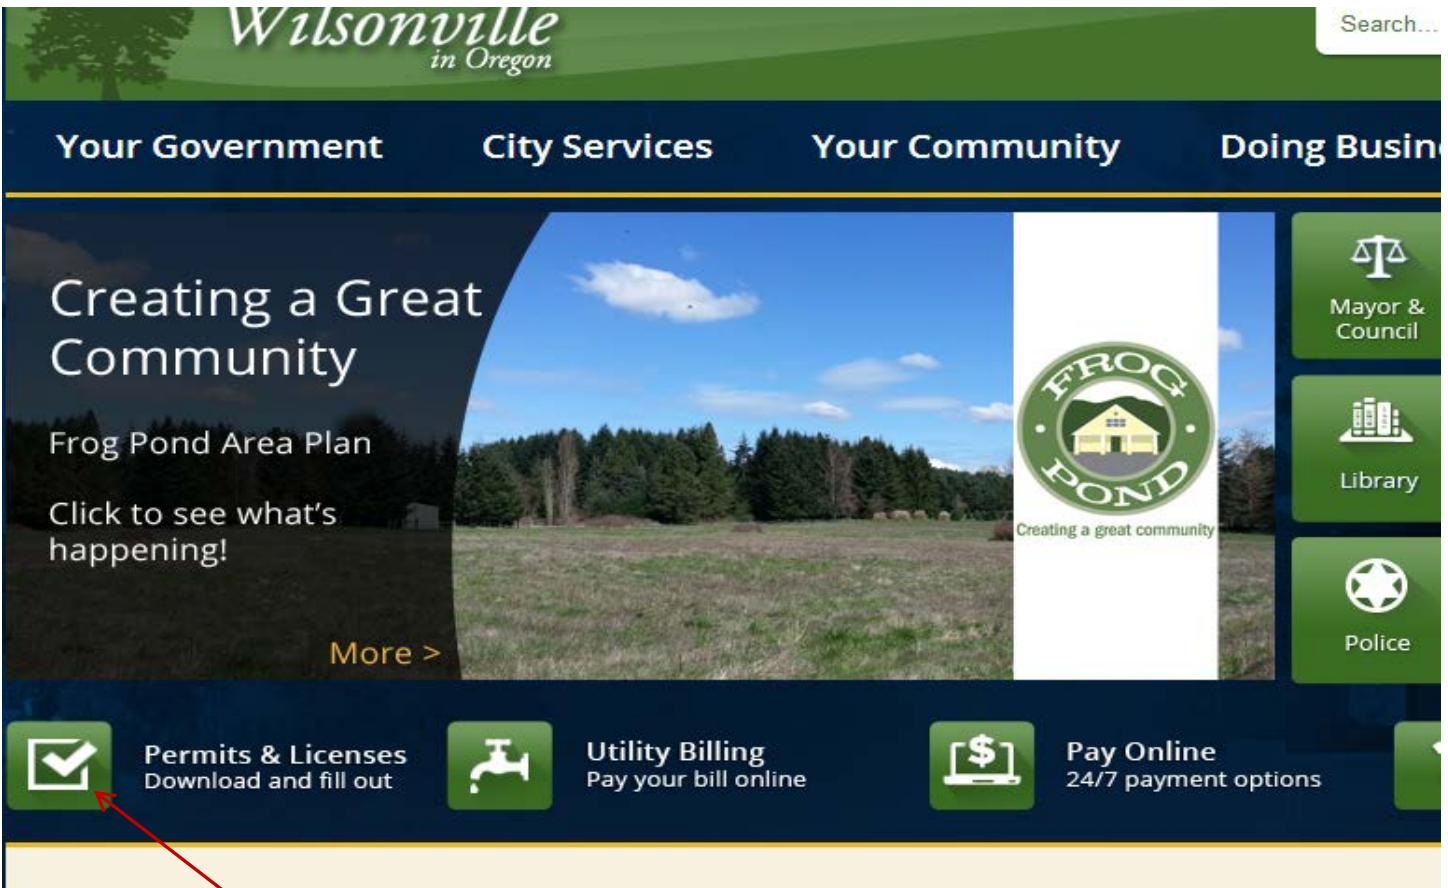 Wilsonville
in Oregon
Search...
Your Government City Services Your Community Doing Busin
Creating a Great
Community
Frog Pond Area Plan
Click to see what's
happening!
More >
FROG
POND
Creating a great community
Mayor &
Council
Library
Police
Permits & Licenses
Download and fill out
Utility Billing
Pay your bill online
$
Pay Online
24/7 payment options